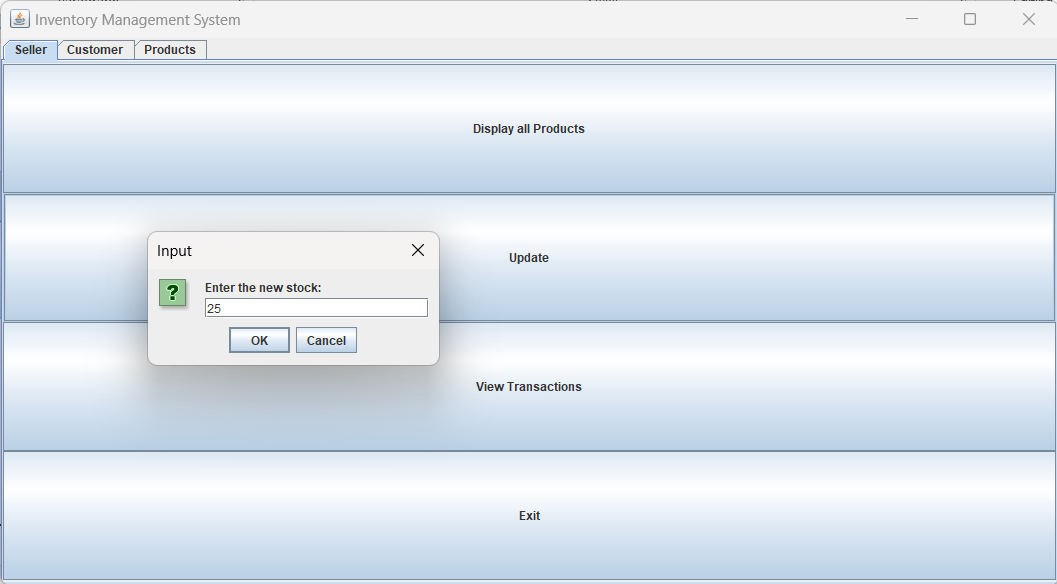 Inventory Management System
Seller Customer Products
Display all Products
Update
Input
?
Enter the new stock:
25
OK Cancel
View Transactions
Exit